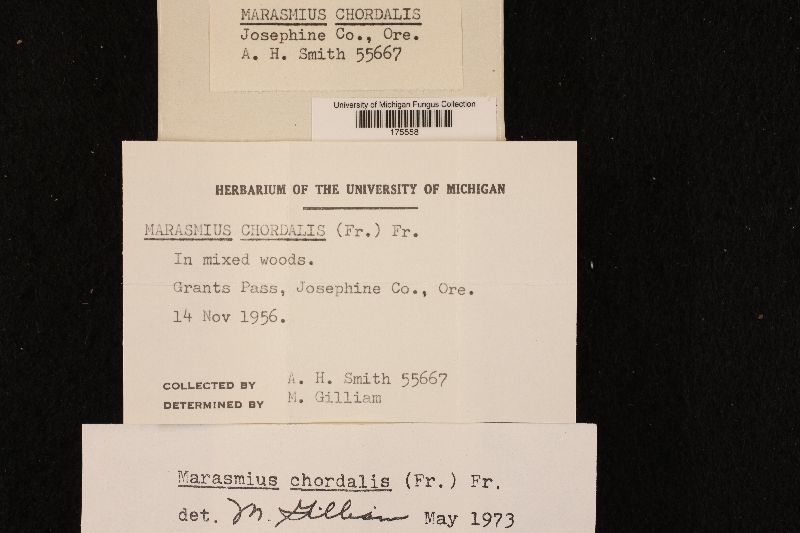 MARASMIUS CHORDALIS
Josephine Co., Ore.
A. H. Smith 55667
University of Michigan Fungus Collection
175558
HERBARIUM OF THE UNIVERSITY OF MICHIGAN
MARASMIUS CHORDALIS (Fr.) Fr.
In mixed woods.
Grants Pass, Josephine Co., Ore.
14 Nov 1956.
COLLECTED BY A. H. Smith 55667
DETERMINED BY M. Gilliam
Marasmius chordalis (Fr.) Fr.
det. M. Gilliam May 1973